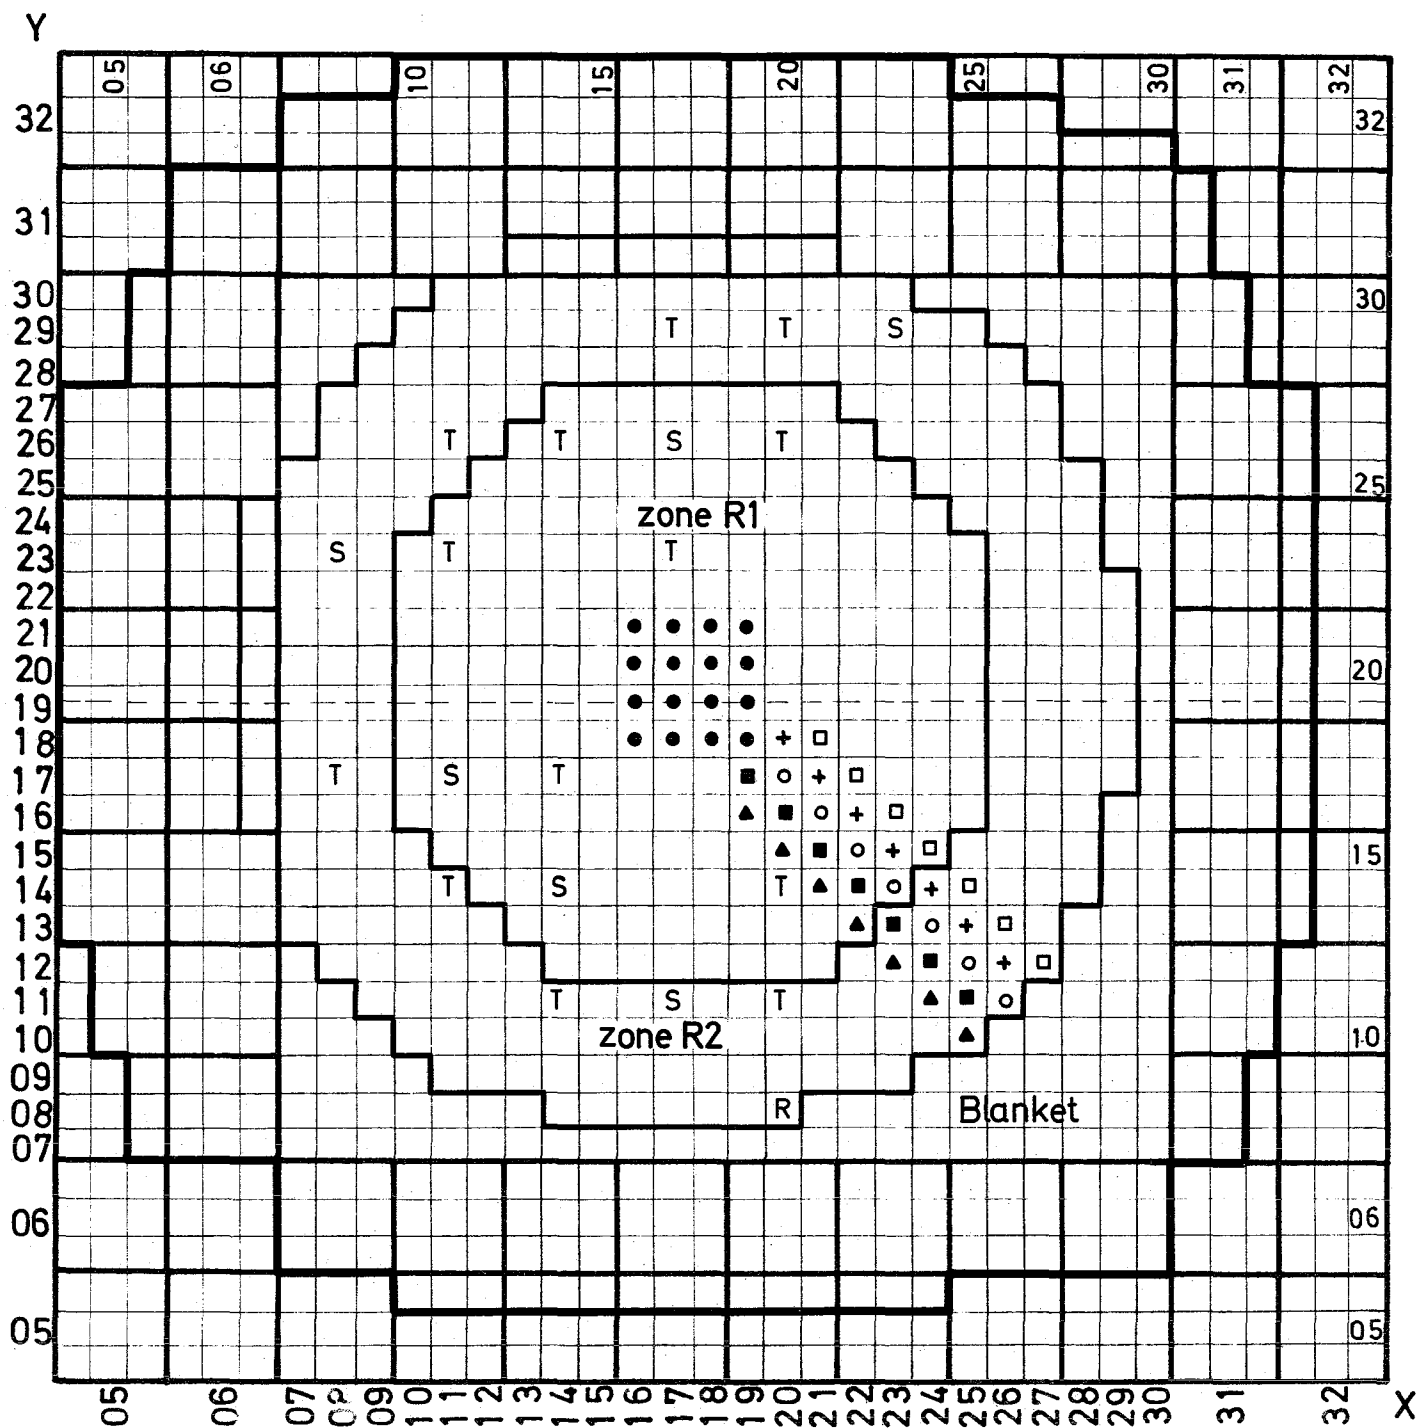 Y
05 06 10 15 20 25 30 31 32
32 32
31
30 30
29 T T S
28
27
26 T T S T
25 25
24 zone R1
23 S T T
22
21
20 20
19
18 + □
17 T S T ■ ○ + □
16 ▲ ■ ○ + □
15 ▲ ■ ○ + □ 15
14 T S T ▲ ■ ○ + □
13 ▲ ■ ○ + □
12 ▲ ■ ○ + □
11 T S T ▲ ■ ○
10 zone R2 ▲ 10
09
08 R Blanket
07
06 06
05 05
05 06 07 08 09 10 11 12 13 14 15 16 17 18 19 20 21 22 23 24 25 26 27 28 29 30 31 32 X